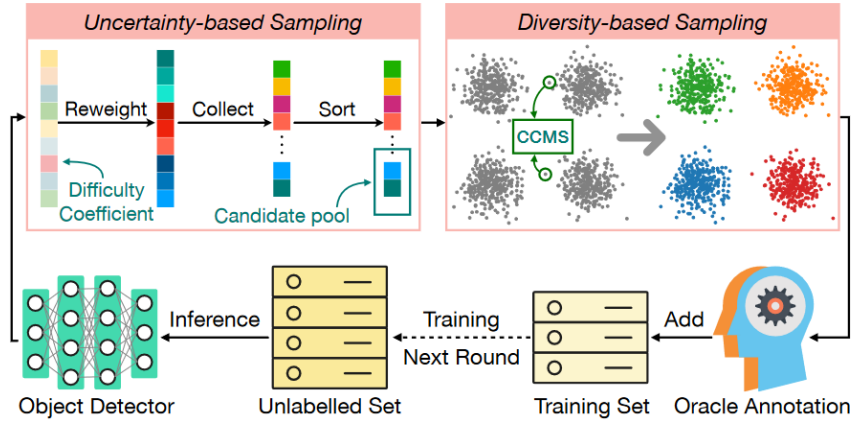 Uncertainty-based Sampling
Diversity-based Sampling
Reweight
Collect
Sort
Difficulty
Coefficient
Candidate pool
CCMS
Inference
Training
Next Round
Add
Object Detector
Unlabelled Set
Training Set
Oracle Annotation